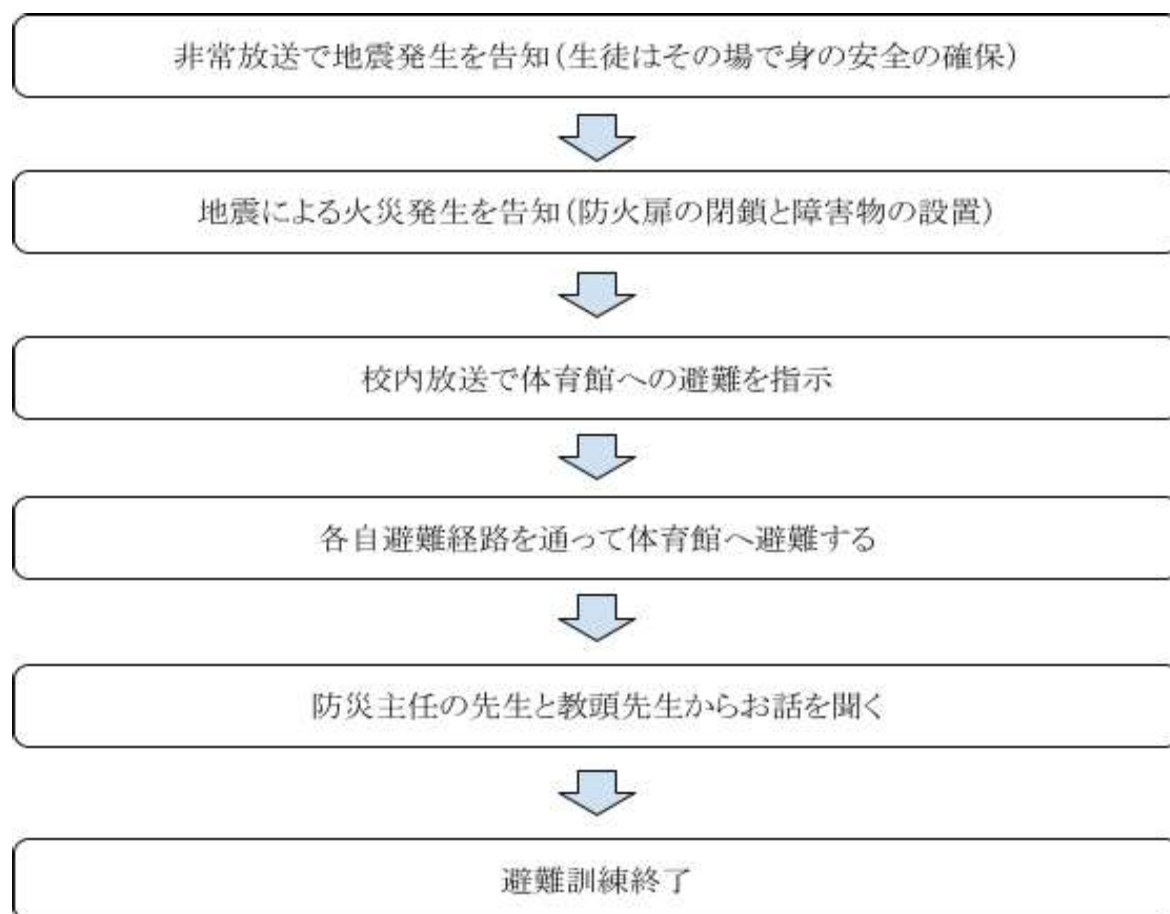 非常放送で地震発生を告知(生徒はその場で身の安全の確保)
地震による火災発生を告知(防火扉の閉鎖と障害物の設置)
校内放送で体育館への避難を指示
各自避難経路を通って体育館へ避難する
防災主任の先生と教頭先生からお話を聞く
避難訓練終了